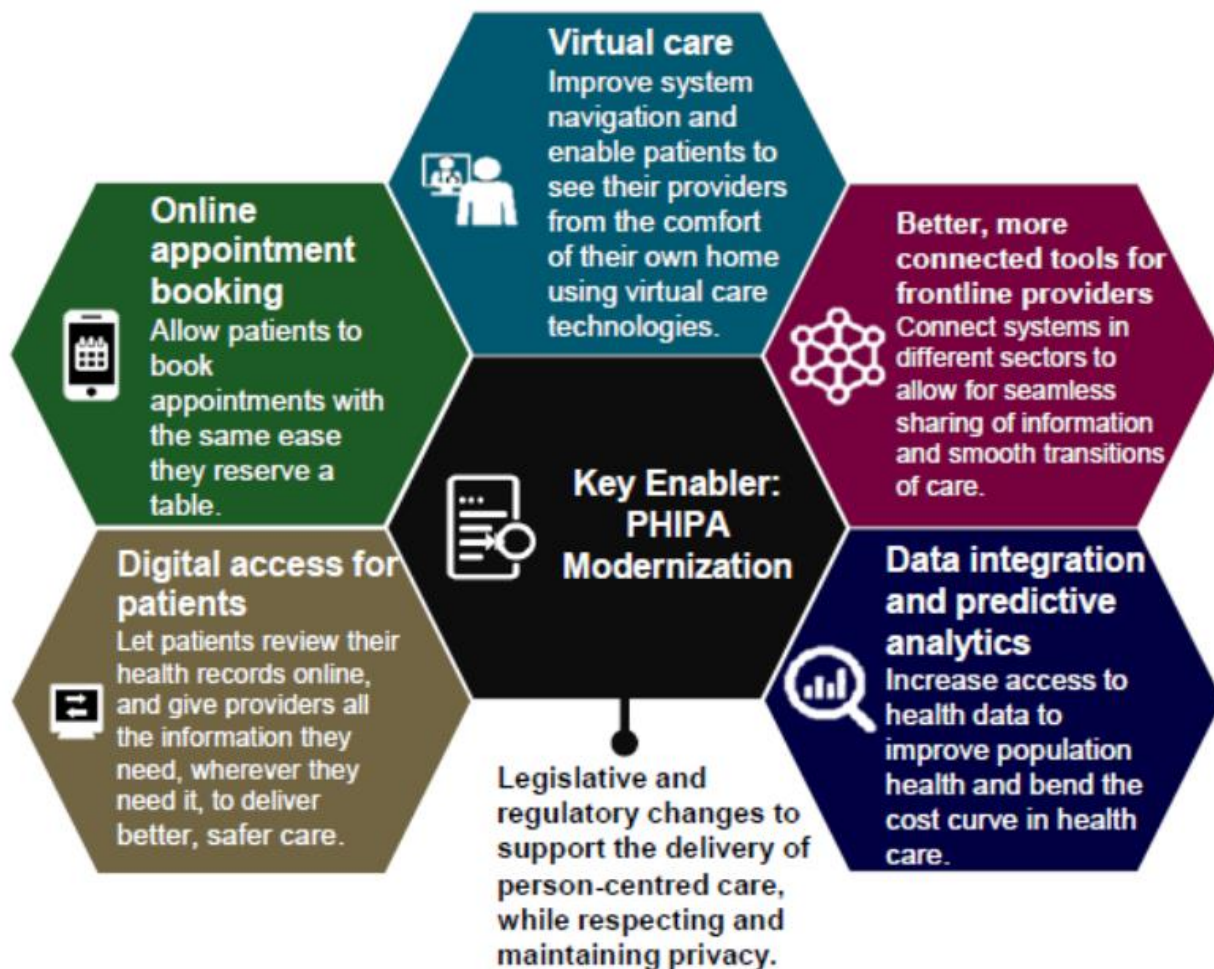 Virtual care
Improve system
navigation and
enable patients to
see their providers
from the comfort
of their own home
using virtual care
technologies.
Online
appointment
booking
Allow patients to
book
appointments with
the same ease
they reserve a
table.
Better, more
connected tools for
frontline providers
Connect systems in
different sectors to
allow for seamless
sharing of information
and smooth transitions
of care.
Key Enabler:
PHIPA
Modernization
Digital access for
patients
Let patients review their
health records online,
and give providers all
the information they
need, wherever they
need it, to deliver
better, safer care.
Data integration
and predictive
analytics
Increase access to
health data to
improve population
health and bend the
cost curve in health
care.
Legislative and
regulatory changes to
support the delivery of
person-centred care,
while respecting and
maintaining privacy.